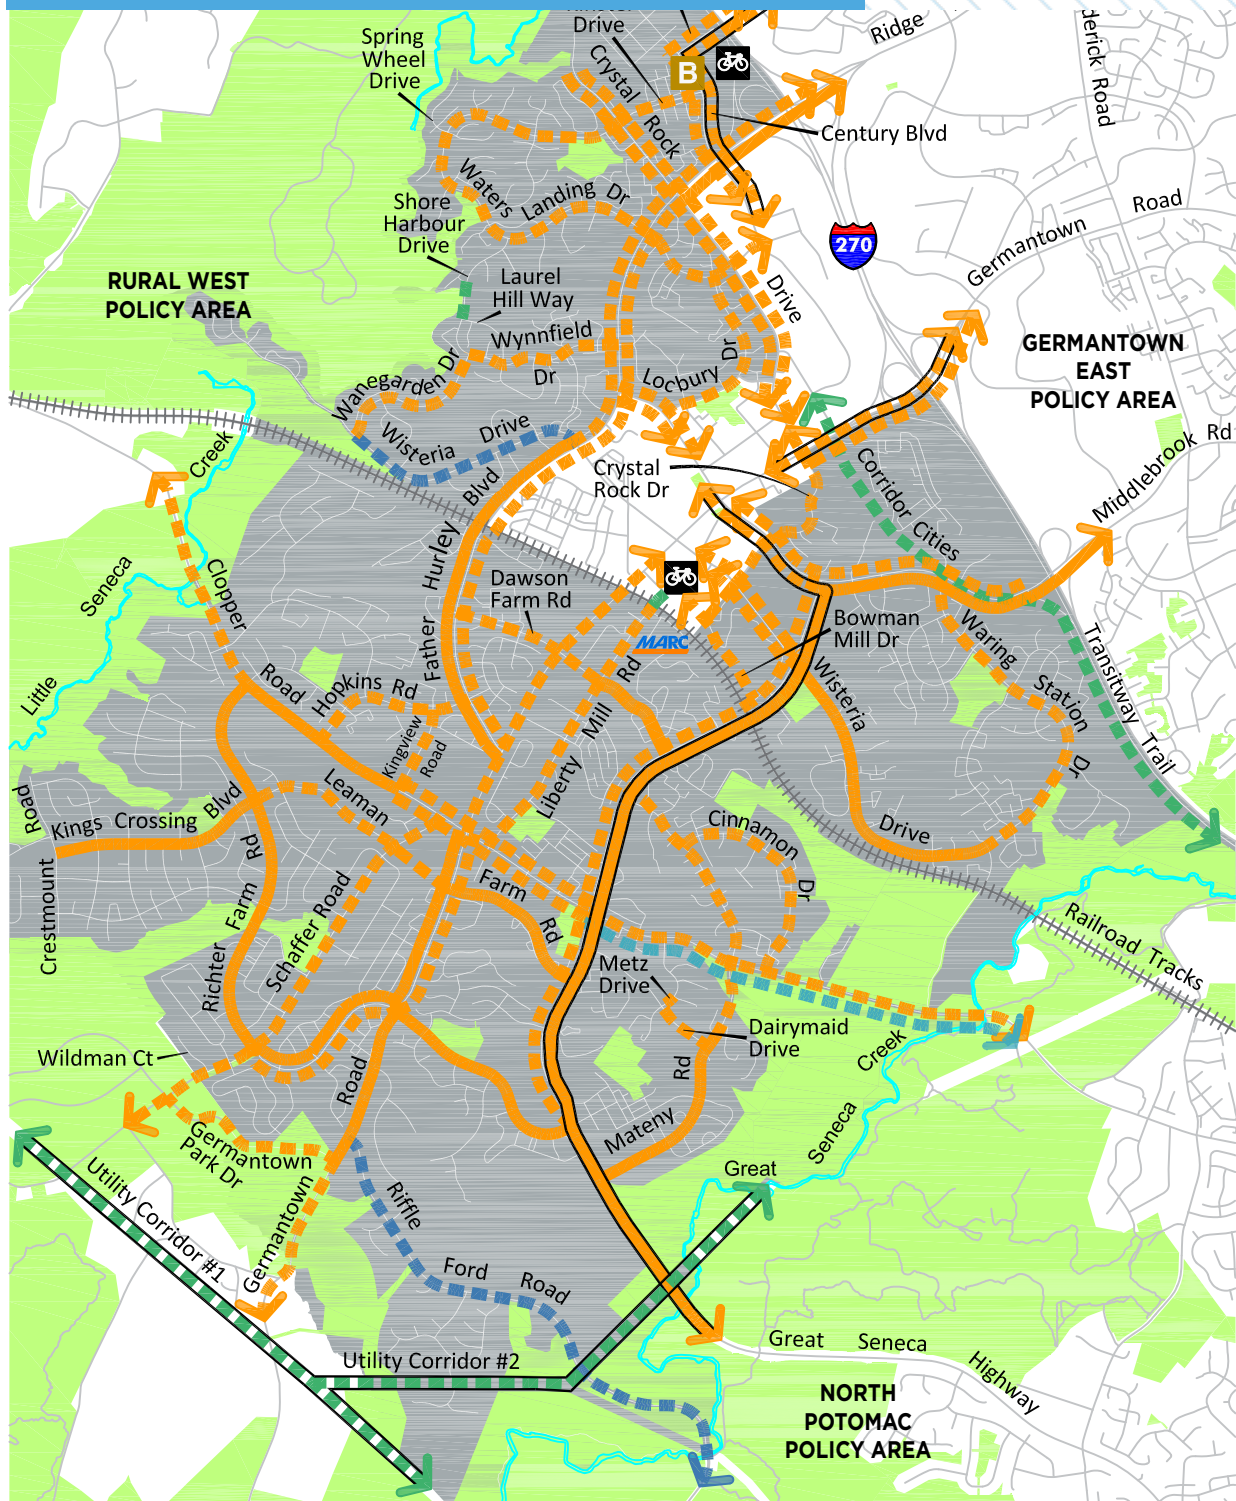 Drive
Ridge
Spring
Wheel
Drive
Crystal
Rock
B
derick Road
Century Blvd
Waters
Landing Dr
Shore
Harbour
Drive
Road
Germantown
270
RURAL WEST
POLICY AREA
Laurel
Hill Way
Drive
Wynnfield
Dr
GERMANTOWN
EAST
POLICY AREA
Wanegarden Dr
Locbury
Dr
Wisteria
Drive
Middlebrook Rd
Creek
Crystal
Rock Dr
Blvd
Corridor Cities
Hurley
Seneca
Clopper
Dawson
Farm Rd
MARC
Bowman
Mill Dr
Waring
Father
Rd
Transitway
Little
Road
Hopkins Rd
Wisteria
Station
Mill
Kingview
Road
Trail
Dr
Leaman
Liberty
Road
Kings Crossing
Blvd
Cinnamon
Drive
Rd
Farm
Dr
Crestmount
Farm
Schaffer Road
Rd
Railroad Tracks
Richter
Metz
Drive
Dairymaid
Drive
Creek
Wildman Ct
Road
Rd
Germantown
Park Dr
Mateny
Seneca
Utility Corridor #1
Great
Germantown
Riffle
Ford
Road
Great Seneca
Highway
Utility Corridor #2
NORTH
POTOMAC
POLICY AREA